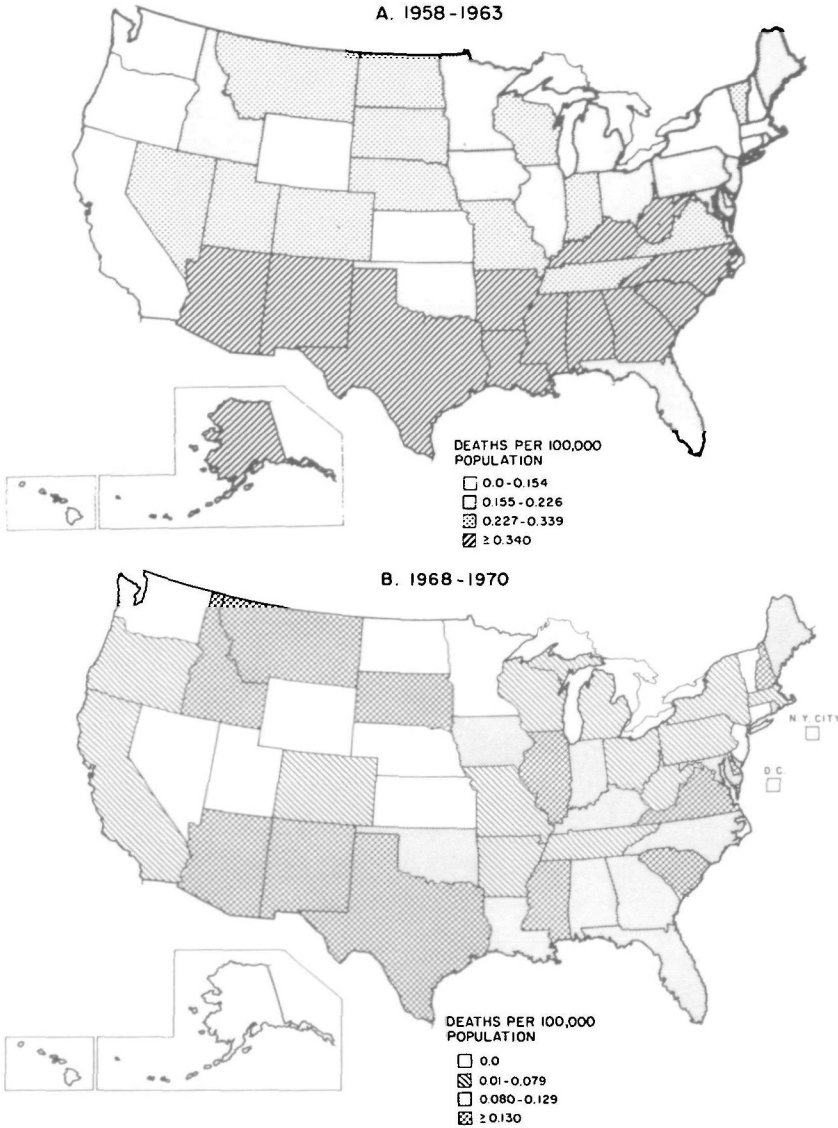 A. 1958-1963
DEATHS PER 100,000
POPULATION
0.0-0.154
0.155-0.226
0.227-0.339
≥0.340
B. 1968-1970
N.Y. CITY
D.C.
DEATHS PER 100,000
POPULATION
0.0
0.01-0.079
0.080-0.129
≥0.130